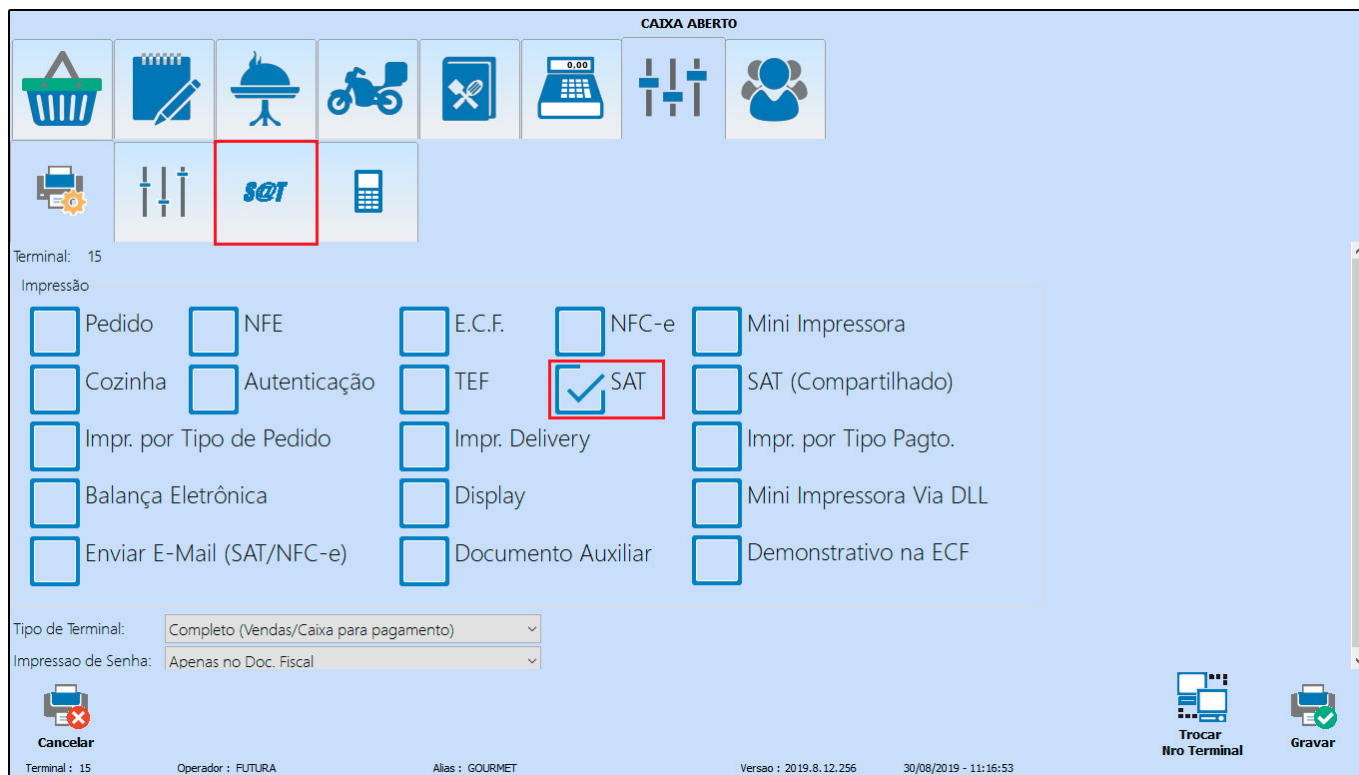 CAIXA ABERTO
0,00
S@T
Terminal: 15
Impressão
Pedido NFE E.C.F. NFC-e Mini Impressora
Cozinha Autenticação TEF SAT SAT (Compartilhado)
Impr. por Tipo de Pedido Impr. Delivery Impr. por Tipo Pagto.
Balança Eletrônica Display Mini Impressora Via DLL
Enviar E-Mail (SAT/NFC-e) Documento Auxiliar Demonstrativo na ECF
Tipo de Terminal: Completo (Vendas/Caixa para pagamento)
Impressao de Senha: Apenas no Doc. Fiscal
Cancelar
Trocar
Nro Terminal
Gravar
Terminal : 15 Operador : FUTURA Alias : GOURMET Versao : 2019.8.12.256 30/08/2019 - 11:16:53